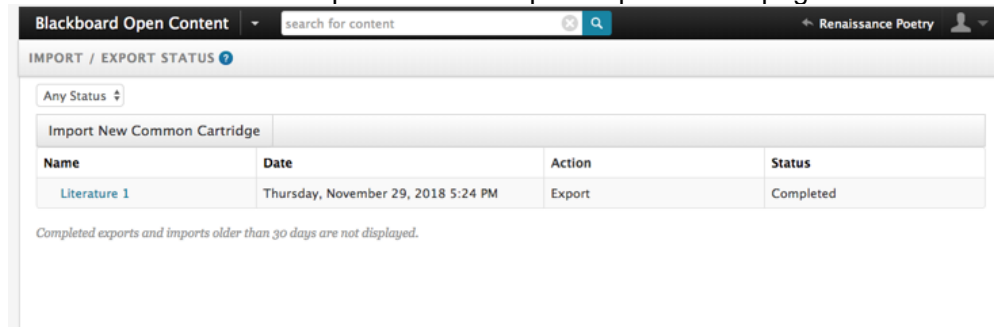 Blackboard Open Content search for content Renaissance Poetry
IMPORT / EXPORT STATUS ?
Any Status
Import New Common Cartridge
Name Date Action Status
Literature 1 Thursday, November 29, 2018 5:24 PM Export Completed
Completed exports and imports older than 30 days are not displayed.